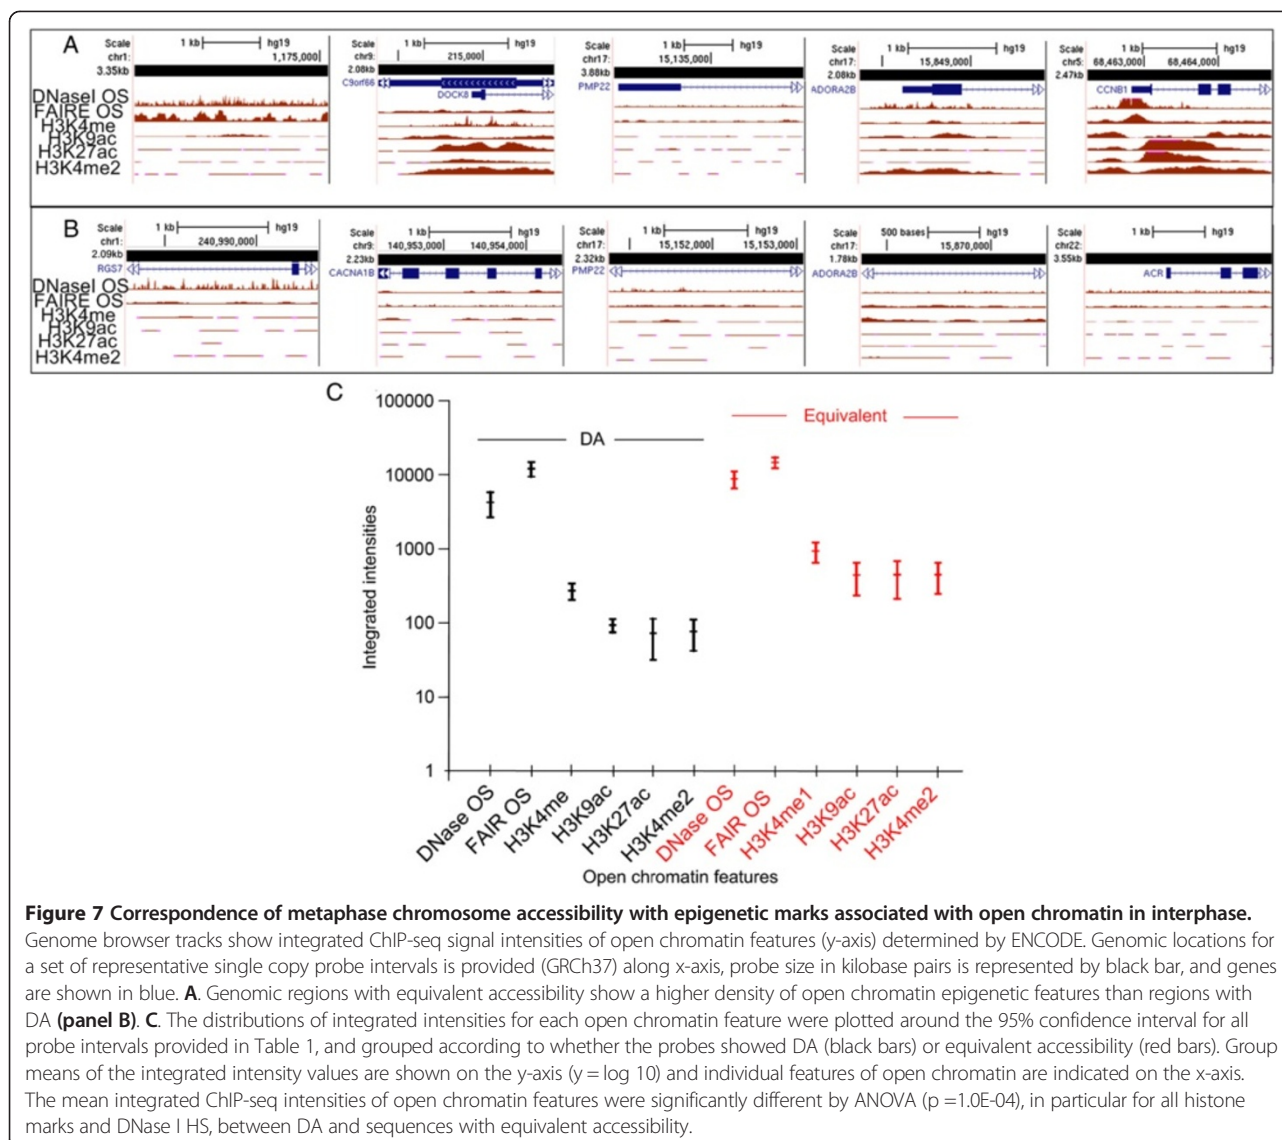 A
Scale
1 kb
hg19
chr1:
1,175,000
3.35kb
DNaseI OS
FAIRE OS
H3K4me
H3K9ac
H3K27ac
H3K4me2
Scale
1 kb
hg19
chr9:
215,000
2.08kb
C9orf66
DOCK8
Scale
1 kb
hg19
chr17:
15,135,000
3.88kb
PMP22
Scale
1 kb
hg19
chr17:
15,849,000
2.08kb
ADORA2B
Scale
1 kb
hg19
chr5:
68,463,000
68,464,000
2.47kb
CCNB1
B
Scale
1 kb
hg19
chr1:
240,990,000
2.09kb
RGS7
DNaseI OS
FAIRE OS
H3K4me
H3K9ac
H3K27ac
H3K4me2
Scale
1 kb
hg19
chr9:
140,953,000
140,954,000
2.23kb
CACNA1B
Scale
1 kb
hg19
chr17:
15,152,000
15,153,000
2.32kb
PMP22
Scale
500 bases
hg19
chr17:
15,870,000
1.78kb
ADORA2B
Scale
1 kb
hg19
chr22:
3.55kb
ACR
C
100000
10000
1000
100
10
1
Integrated intensities
DA
Equivalent
DNase OS
FAIR OS
H3K4me
H3K9ac
H3K27ac
H3K4me2
DNase OS
FAIR OS
H3K4me1
H3K9ac
H3K27ac
H3K4me2
Open chromatin features
Figure 7 Correspondence of metaphase chromosome accessibility with epigenetic marks associated with open chromatin in interphase.
Genome browser tracks show integrated ChIP-seq signal intensities of open chromatin features (y-axis) determined by ENCODE. Genomic locations for
a set of representative single copy probe intervals is provided (GRCh37) along x-axis, probe size in kilobase pairs is represented by black bar, and genes
are shown in blue. A. Genomic regions with equivalent accessibility show a higher density of open chromatin epigenetic features than regions with
DA (panel B). C. The distributions of integrated intensities for each open chromatin feature were plotted around the 95% confidence interval for all
probe intervals provided in Table 1, and grouped according to whether the probes showed DA (black bars) or equivalent accessibility (red bars). Group
means of the integrated intensity values are shown on the y-axis (y = log 10) and individual features of open chromatin are indicated on the x-axis.
The mean integrated ChIP-seq intensities of open chromatin features were significantly different by ANOVA (p =1.0E-04), in particular for all histone
marks and DNase I HS, between DA and sequences with equivalent accessibility.